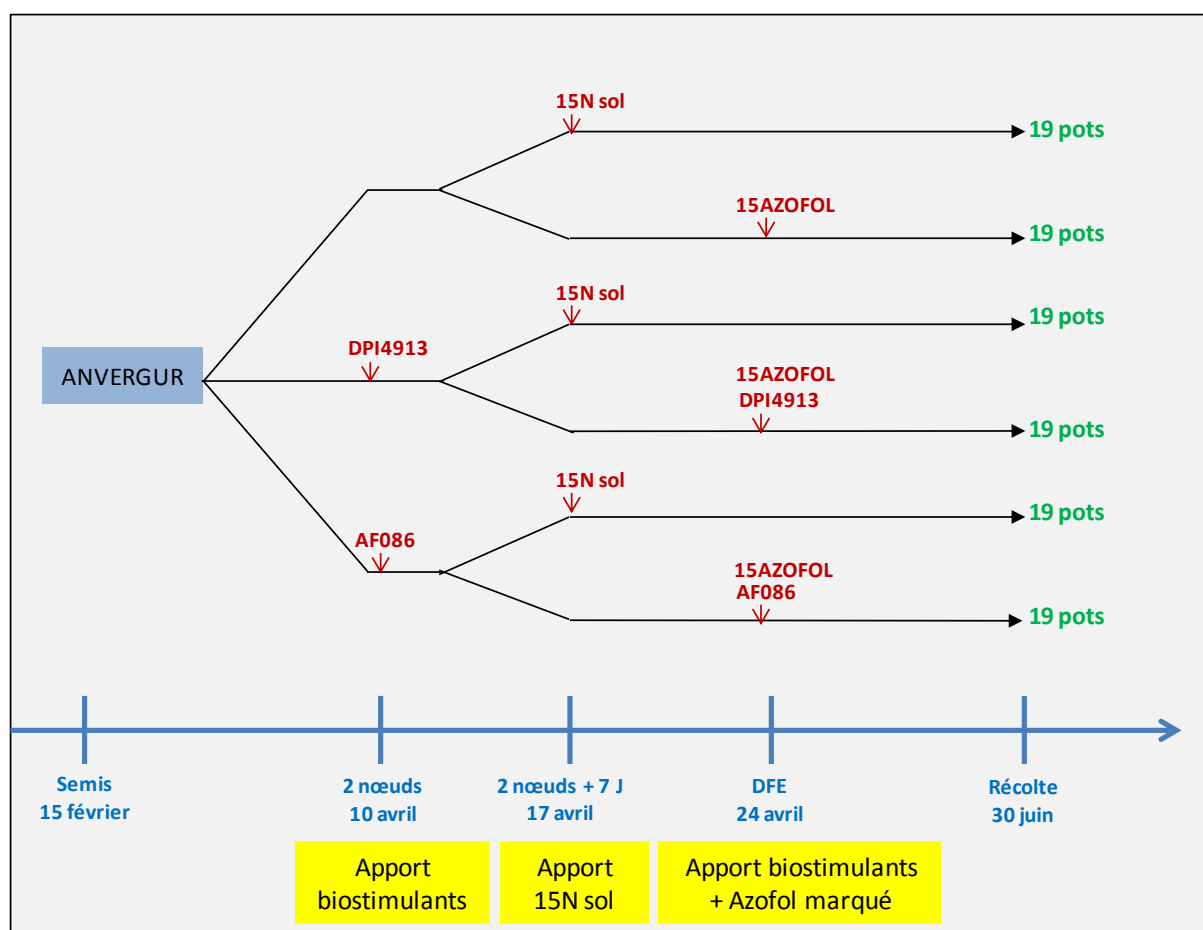 15N sol
19 pots
15AZOFOL
19 pots
15N sol
19 pots
ANVERGUR
DPI4913
15AZOFOL
DPI4913
19 pots
15N sol
19 pots
AF086
15AZOFOL
AF086
19 pots
Semis
15 février
2 nœuds
10 avril
2 nœuds + 7 J
17 avril
DFE
24 avril
Récolte
30 juin
Apport
biostimulants
Apport
15N sol
Apport biostimulants
+ Azofol marqué